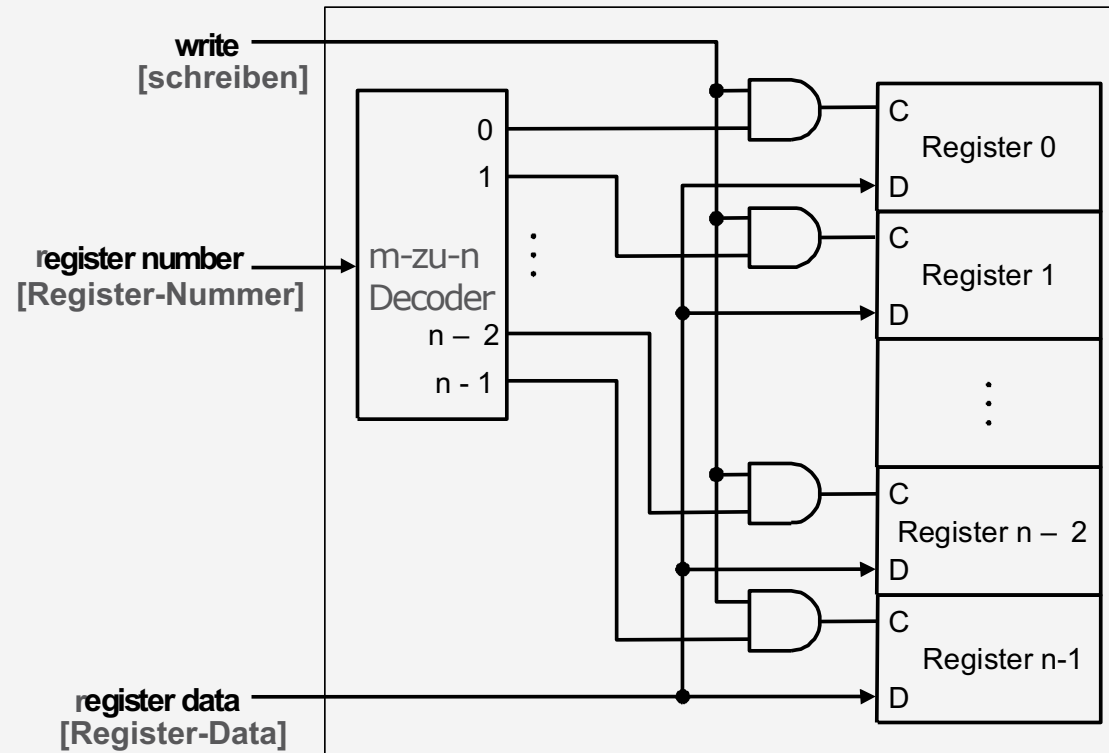 write
[schreiben]
0
C
Register 0
1
D
C
register number
[Register-Nummer]
m-zu-n
Decoder
Register 1
D
n – 2
n - 1
C
Register n – 2
D
C
Register n-1
register data
[Register-Data]
D